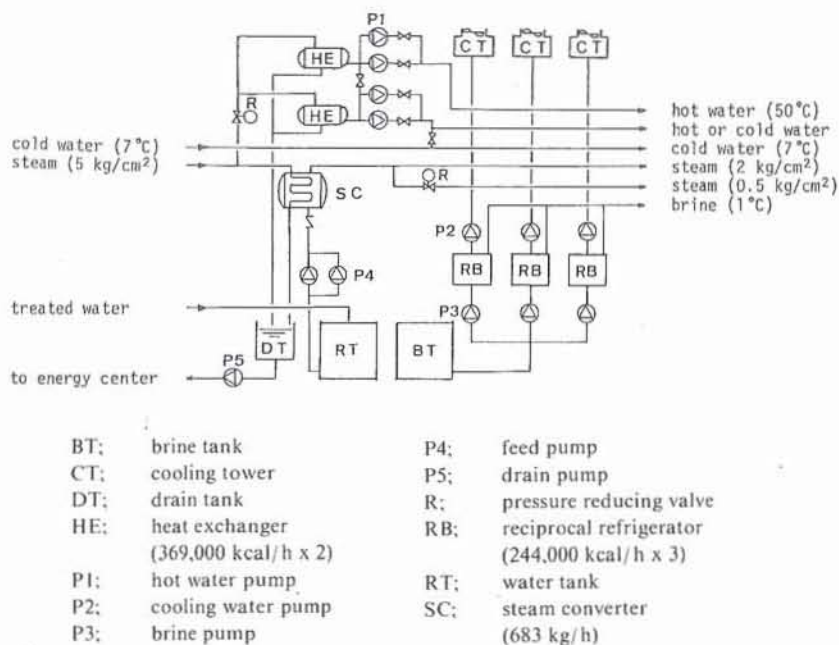 P1
CT CT CT
HE
R
HE
hot water (50°C)
hot or cold water
cold water (7°C)
cold water (7°C)
steam (5 kg/cm²)
steam (2 kg/cm²)
R
steam (0.5 kg/cm²)
SC
brine (1°C)
P2
RB RB RB
P4
treated water
P3
DT
RT
BT
P5
to energy center
BT; brine tank
CT; cooling tower
DT; drain tank
HE; heat exchanger
(369,000 kcal/h x 2)
P1; hot water pump
P2; cooling water pump
P3; brine pump
P4; feed pump
P5; drain pump
R; pressure reducing valve
RB; reciprocal refrigerator
(244,000 kcal/h x 3)
RT; water tank
SC; steam converter
(683 kg/h)